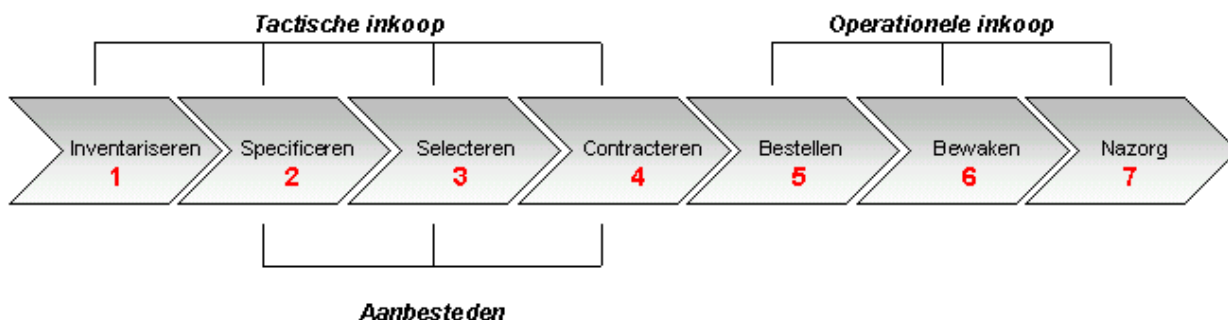 Tactische inkoop
Operationele inkoop
Inventariseren
1
Specificeren
2
Selecteren
3
Contracteren
4
Bestellen
5
Bewaken
6
Nazorg
7
Aanbesteden